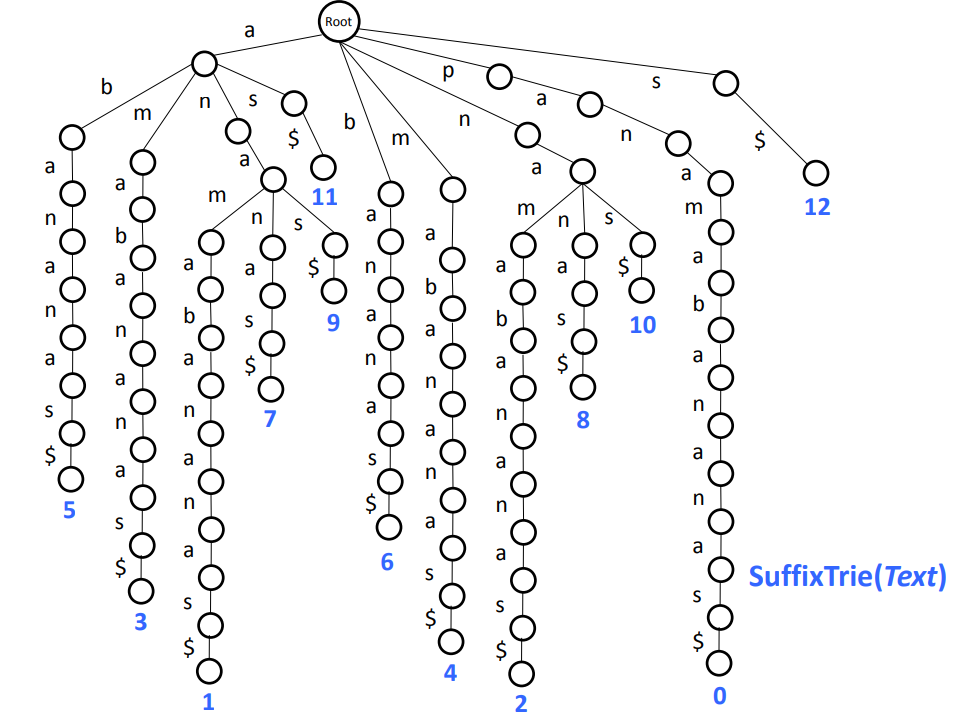 Root
a
p s
b a
m n s
b n
m $ n $
a a a a
a
m 11 m m 12
n n s a n s
b a
a a a $ n a a $ a
a b b
n b s 9 a b s 10
n a
a a $ n a $ a
a n n
s n 7 a n 8
n a
$ a s a a
a n
5 n $ n n
s a
a 6 a a
$ s SuffixTrie(Text)
s s s
3 $
$ $ $
4
1 2 0